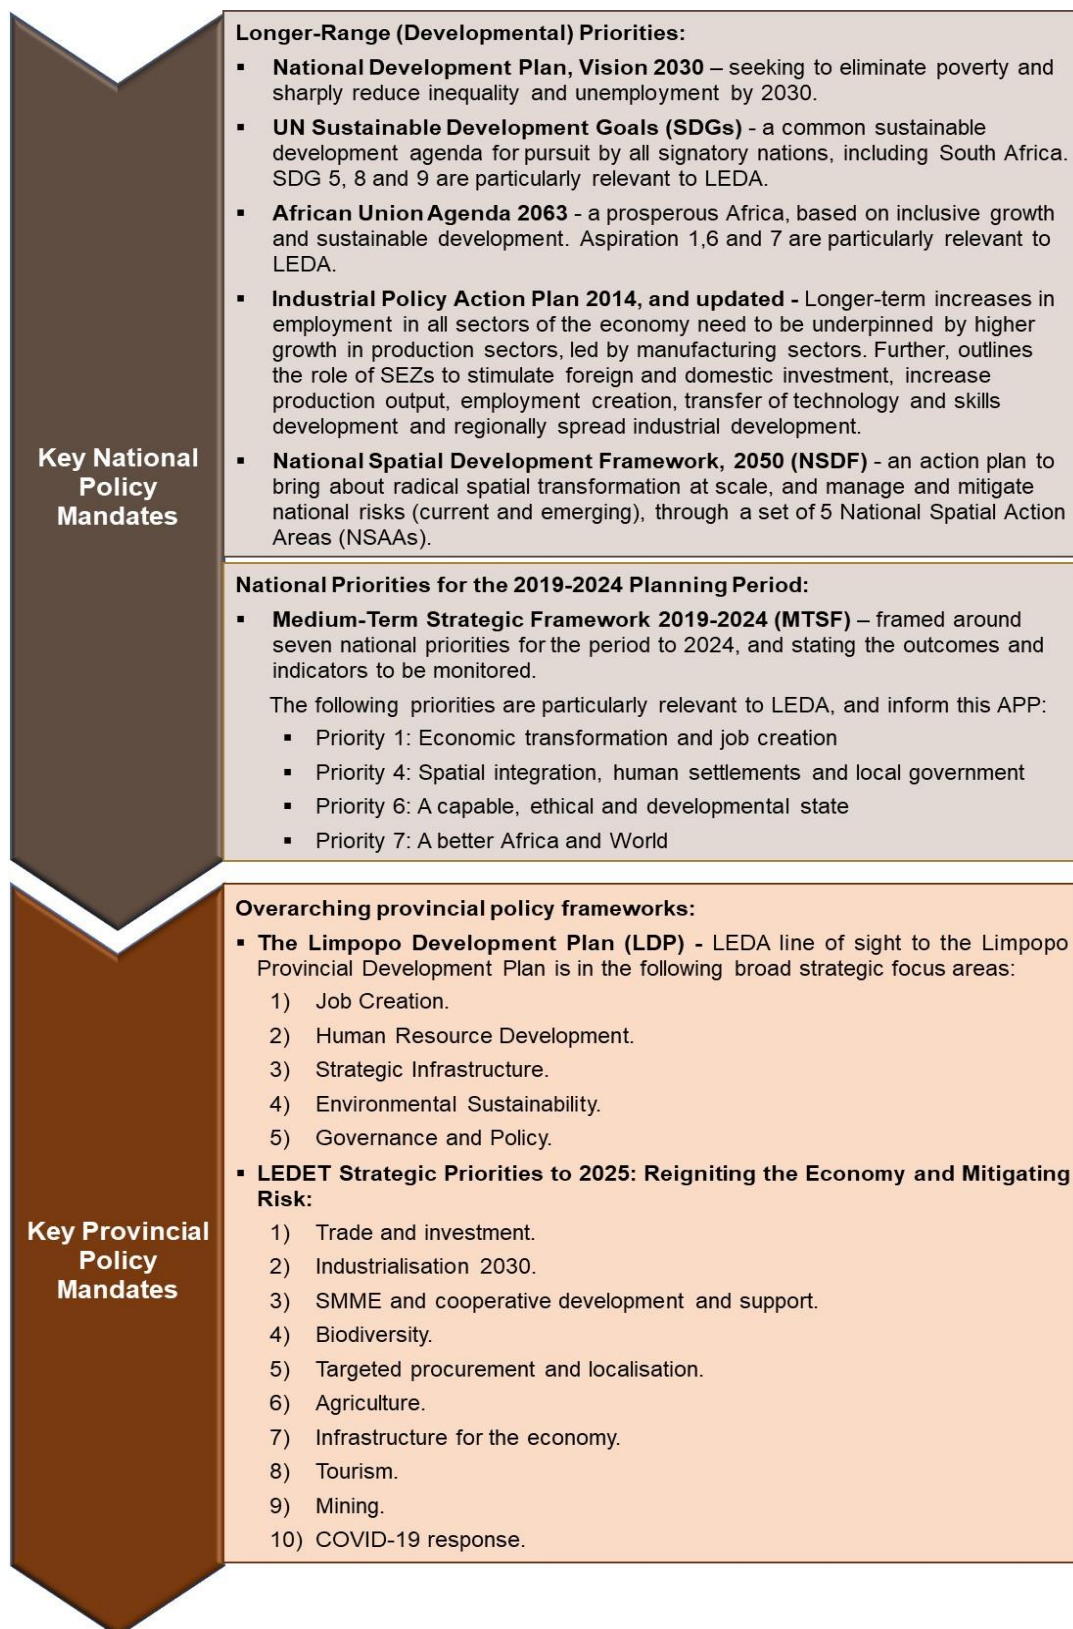 Key National
Policy
Mandates
Longer-Range (Developmental) Priorities:
▪ National Development Plan, Vision 2030 – seeking to eliminate poverty and
sharply reduce inequality and unemployment by 2030.
▪ UN Sustainable Development Goals (SDGs) - a common sustainable
development agenda for pursuit by all signatory nations, including South Africa.
SDG 5, 8 and 9 are particularly relevant to LEDA.
▪ African Union Agenda 2063 - a prosperous Africa, based on inclusive growth
and sustainable development. Aspiration 1,6 and 7 are particularly relevant to
LEDA.
▪ Industrial Policy Action Plan 2014, and updated - Longer-term increases in
employment in all sectors of the economy need to be underpinned by higher
growth in production sectors, led by manufacturing sectors. Further, outlines
the role of SEZs to stimulate foreign and domestic investment, increase
production output, employment creation, transfer of technology and skills
development and regionally spread industrial development.
▪ National Spatial Development Framework, 2050 (NSDF) - an action plan to
bring about radical spatial transformation at scale, and manage and mitigate
national risks (current and emerging), through a set of 5 National Spatial Action
Areas (NSAAs).
National Priorities for the 2019-2024 Planning Period:
▪ Medium-Term Strategic Framework 2019-2024 (MTSF) – framed around
seven national priorities for the period to 2024, and stating the outcomes and
indicators to be monitored.
The following priorities are particularly relevant to LEDA, and inform this APP:
▪ Priority 1: Economic transformation and job creation
▪ Priority 4: Spatial integration, human settlements and local government
▪ Priority 6: A capable, ethical and developmental state
▪ Priority 7: A better Africa and World
Key Provincial
Policy
Mandates
Overarching provincial policy frameworks:
▪ The Limpopo Development Plan (LDP) - LEDA line of sight to the Limpopo
Provincial Development Plan is in the following broad strategic focus areas:
1) Job Creation.
2) Human Resource Development.
3) Strategic Infrastructure.
4) Environmental Sustainability.
5) Governance and Policy.
▪ LEDET Strategic Priorities to 2025: Reigniting the Economy and Mitigating
Risk:
1) Trade and investment.
2) Industrialisation 2030.
3) SMME and cooperative development and support.
4) Biodiversity.
5) Targeted procurement and localisation.
6) Agriculture.
7) Infrastructure for the economy.
8) Tourism.
9) Mining.
10) COVID-19 response.